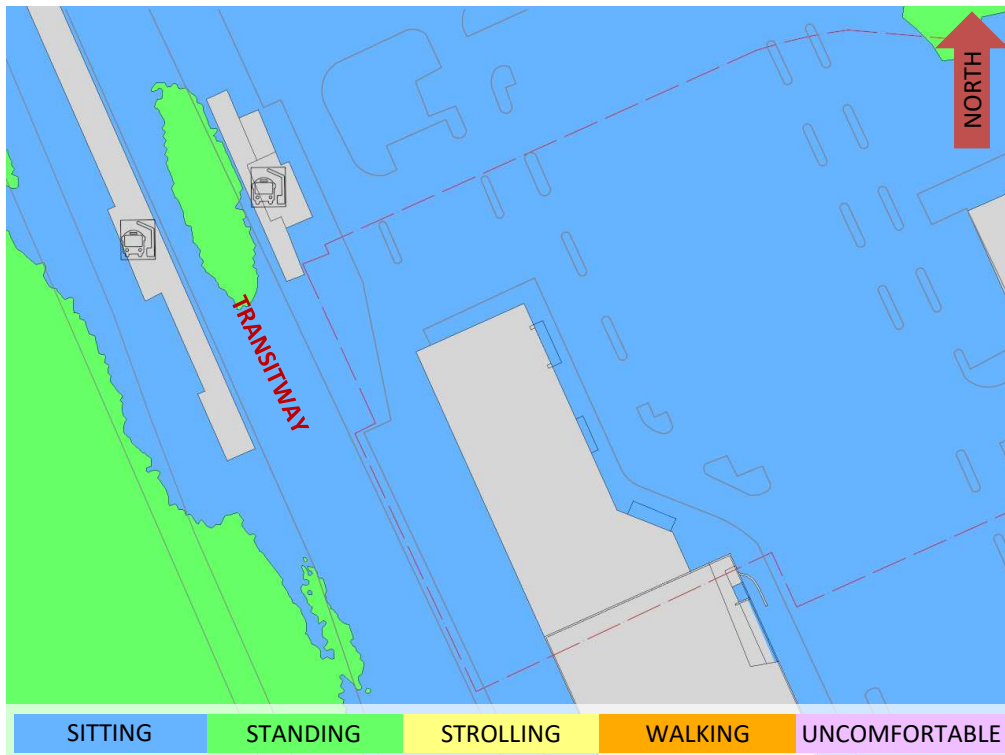 NORTH
TRANSITWAY
SITTING
STANDING
STROLLING
WALKING
UNCOMFORTABLE